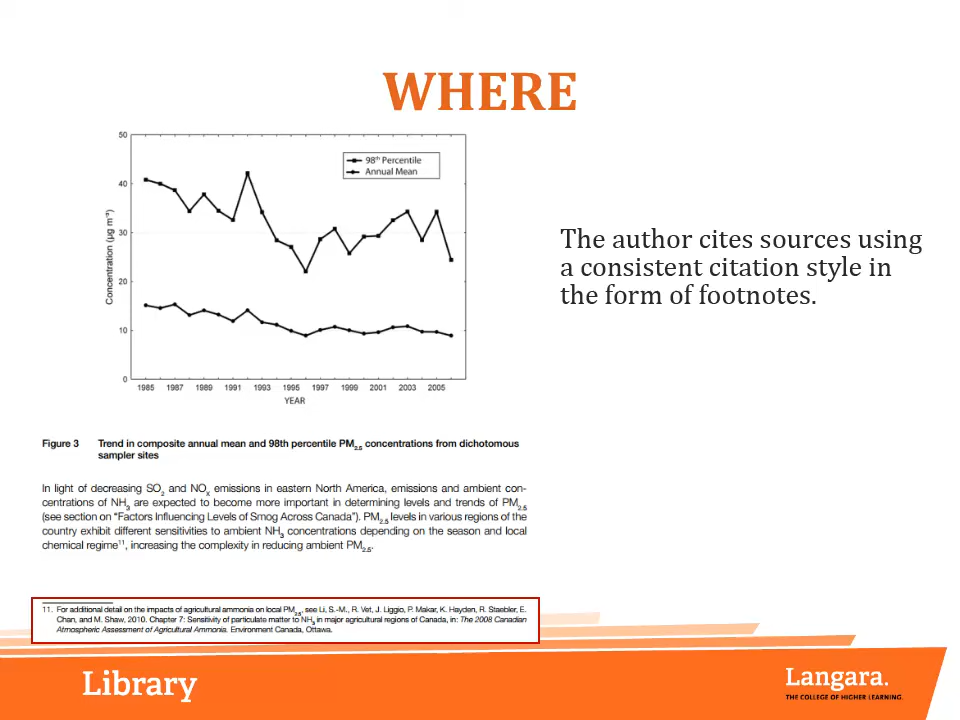 WHERE
50
40
30
20
10
0
Concentration (µg m⁻³)
98ᵗʰ Percentile
Annual Mean
1985 1987 1989 1991 1993 1995 1997 1999 2001 2003 2005
YEAR
Figure 3 Trend in composite annual mean and 98th percentile PM₂.₅ concentrations from dichotomous
sampler sites
In light of decreasing SO₂ and NOₓ emissions in eastern North America, emissions and ambient con-
centrations of NH₃ are expected to become more important in determining levels and trends of PM₂.₅
(see section on “Factors Influencing Levels of Smog Across Canada”). PM₂.₅ levels in various regions of the
country exhibit different sensitivities to ambient NH₃ concentrations depending on the season and local
chemical regime¹¹, increasing the complexity in reducing ambient PM₂.₅.
11. For additional detail on the impacts of agricultural ammonia on local PM₂.₅, see Li, S.-M., R. Vet, J. Liggio, P. Makar, K. Hayden, R. Staebler, E.
Chan, and M. Shaw, 2010. Chapter 7: Sensitivity of particulate matter to NH₃ in major agricultural regions of Canada, in: The 2008 Canadian
Atmospheric Assessment of Agricultural Ammonia. Environment Canada, Ottawa.
The author cites sources using
a consistent citation style in
the form of footnotes.
Library
Langara.
THE COLLEGE OF HIGHER LEARNING.